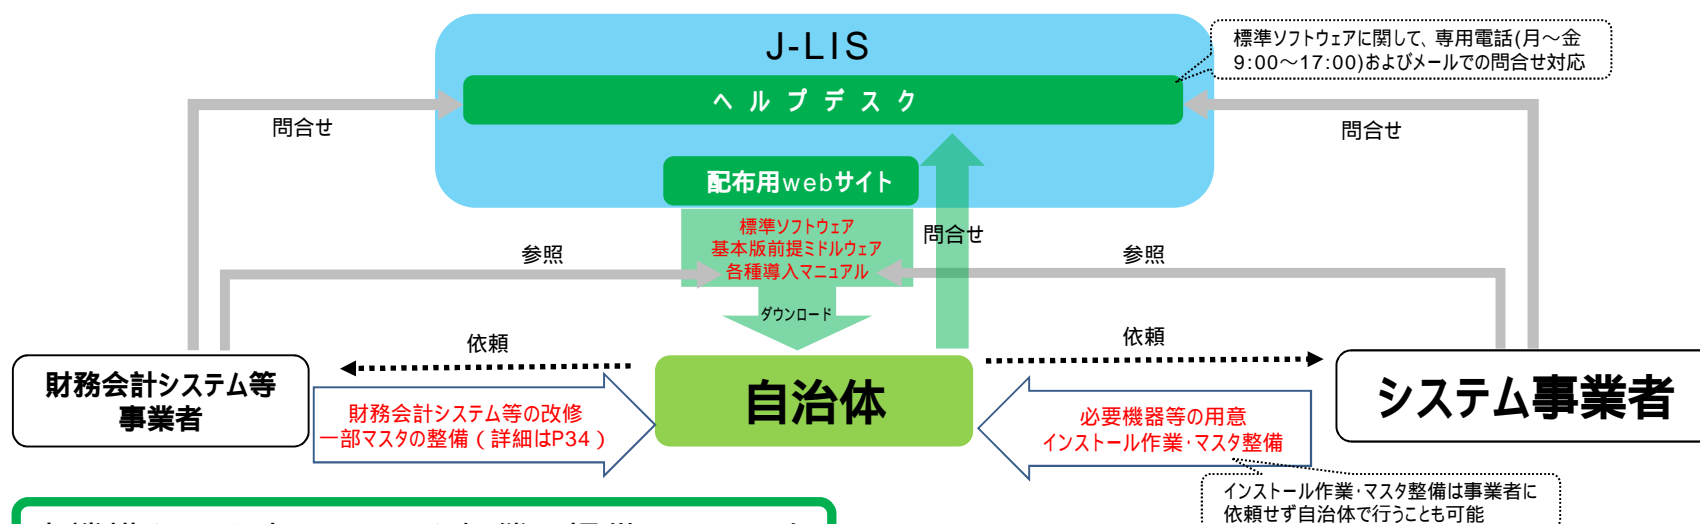 J-LIS
標準ソフトウェアに関して、専用電話(月～金
9:00～17:00)およびメールでの問合せ対応
ヘルプデスク
問合せ
問合せ
配布用webサイト
標準ソフトウェア
基本版前提ミドルウェア
各種導入マニュアル
問合せ
参照
参照
ダウンロード
依頼
依頼
財務会計システム等
事業者
自治体
システム事業者
財務会計システム等の改修
一部マスタの整備（詳細はP34）
必要機器等の用意
インストール作業・マスタ整備
インストール作業・マスタ整備は事業者に
依頼せず自治体で行うことも可能